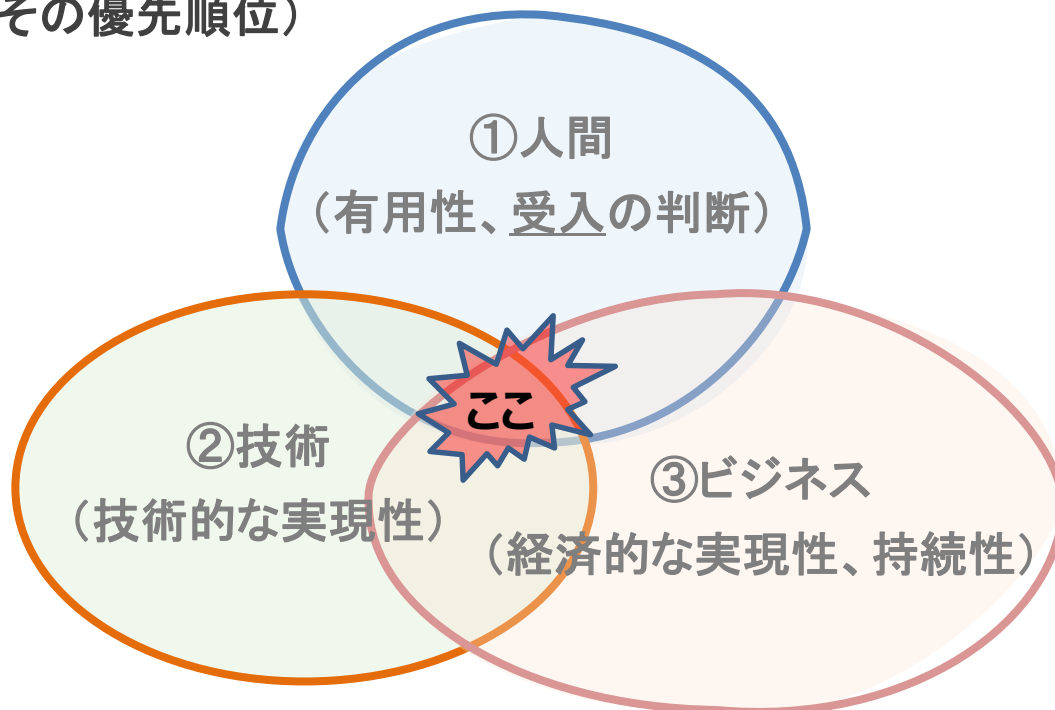 その優先順位）
①人間
（有用性、受入の判断）
ここ
②技術
（技術的な実現性）
③ビジネス
（経済的な実現性、持続性）